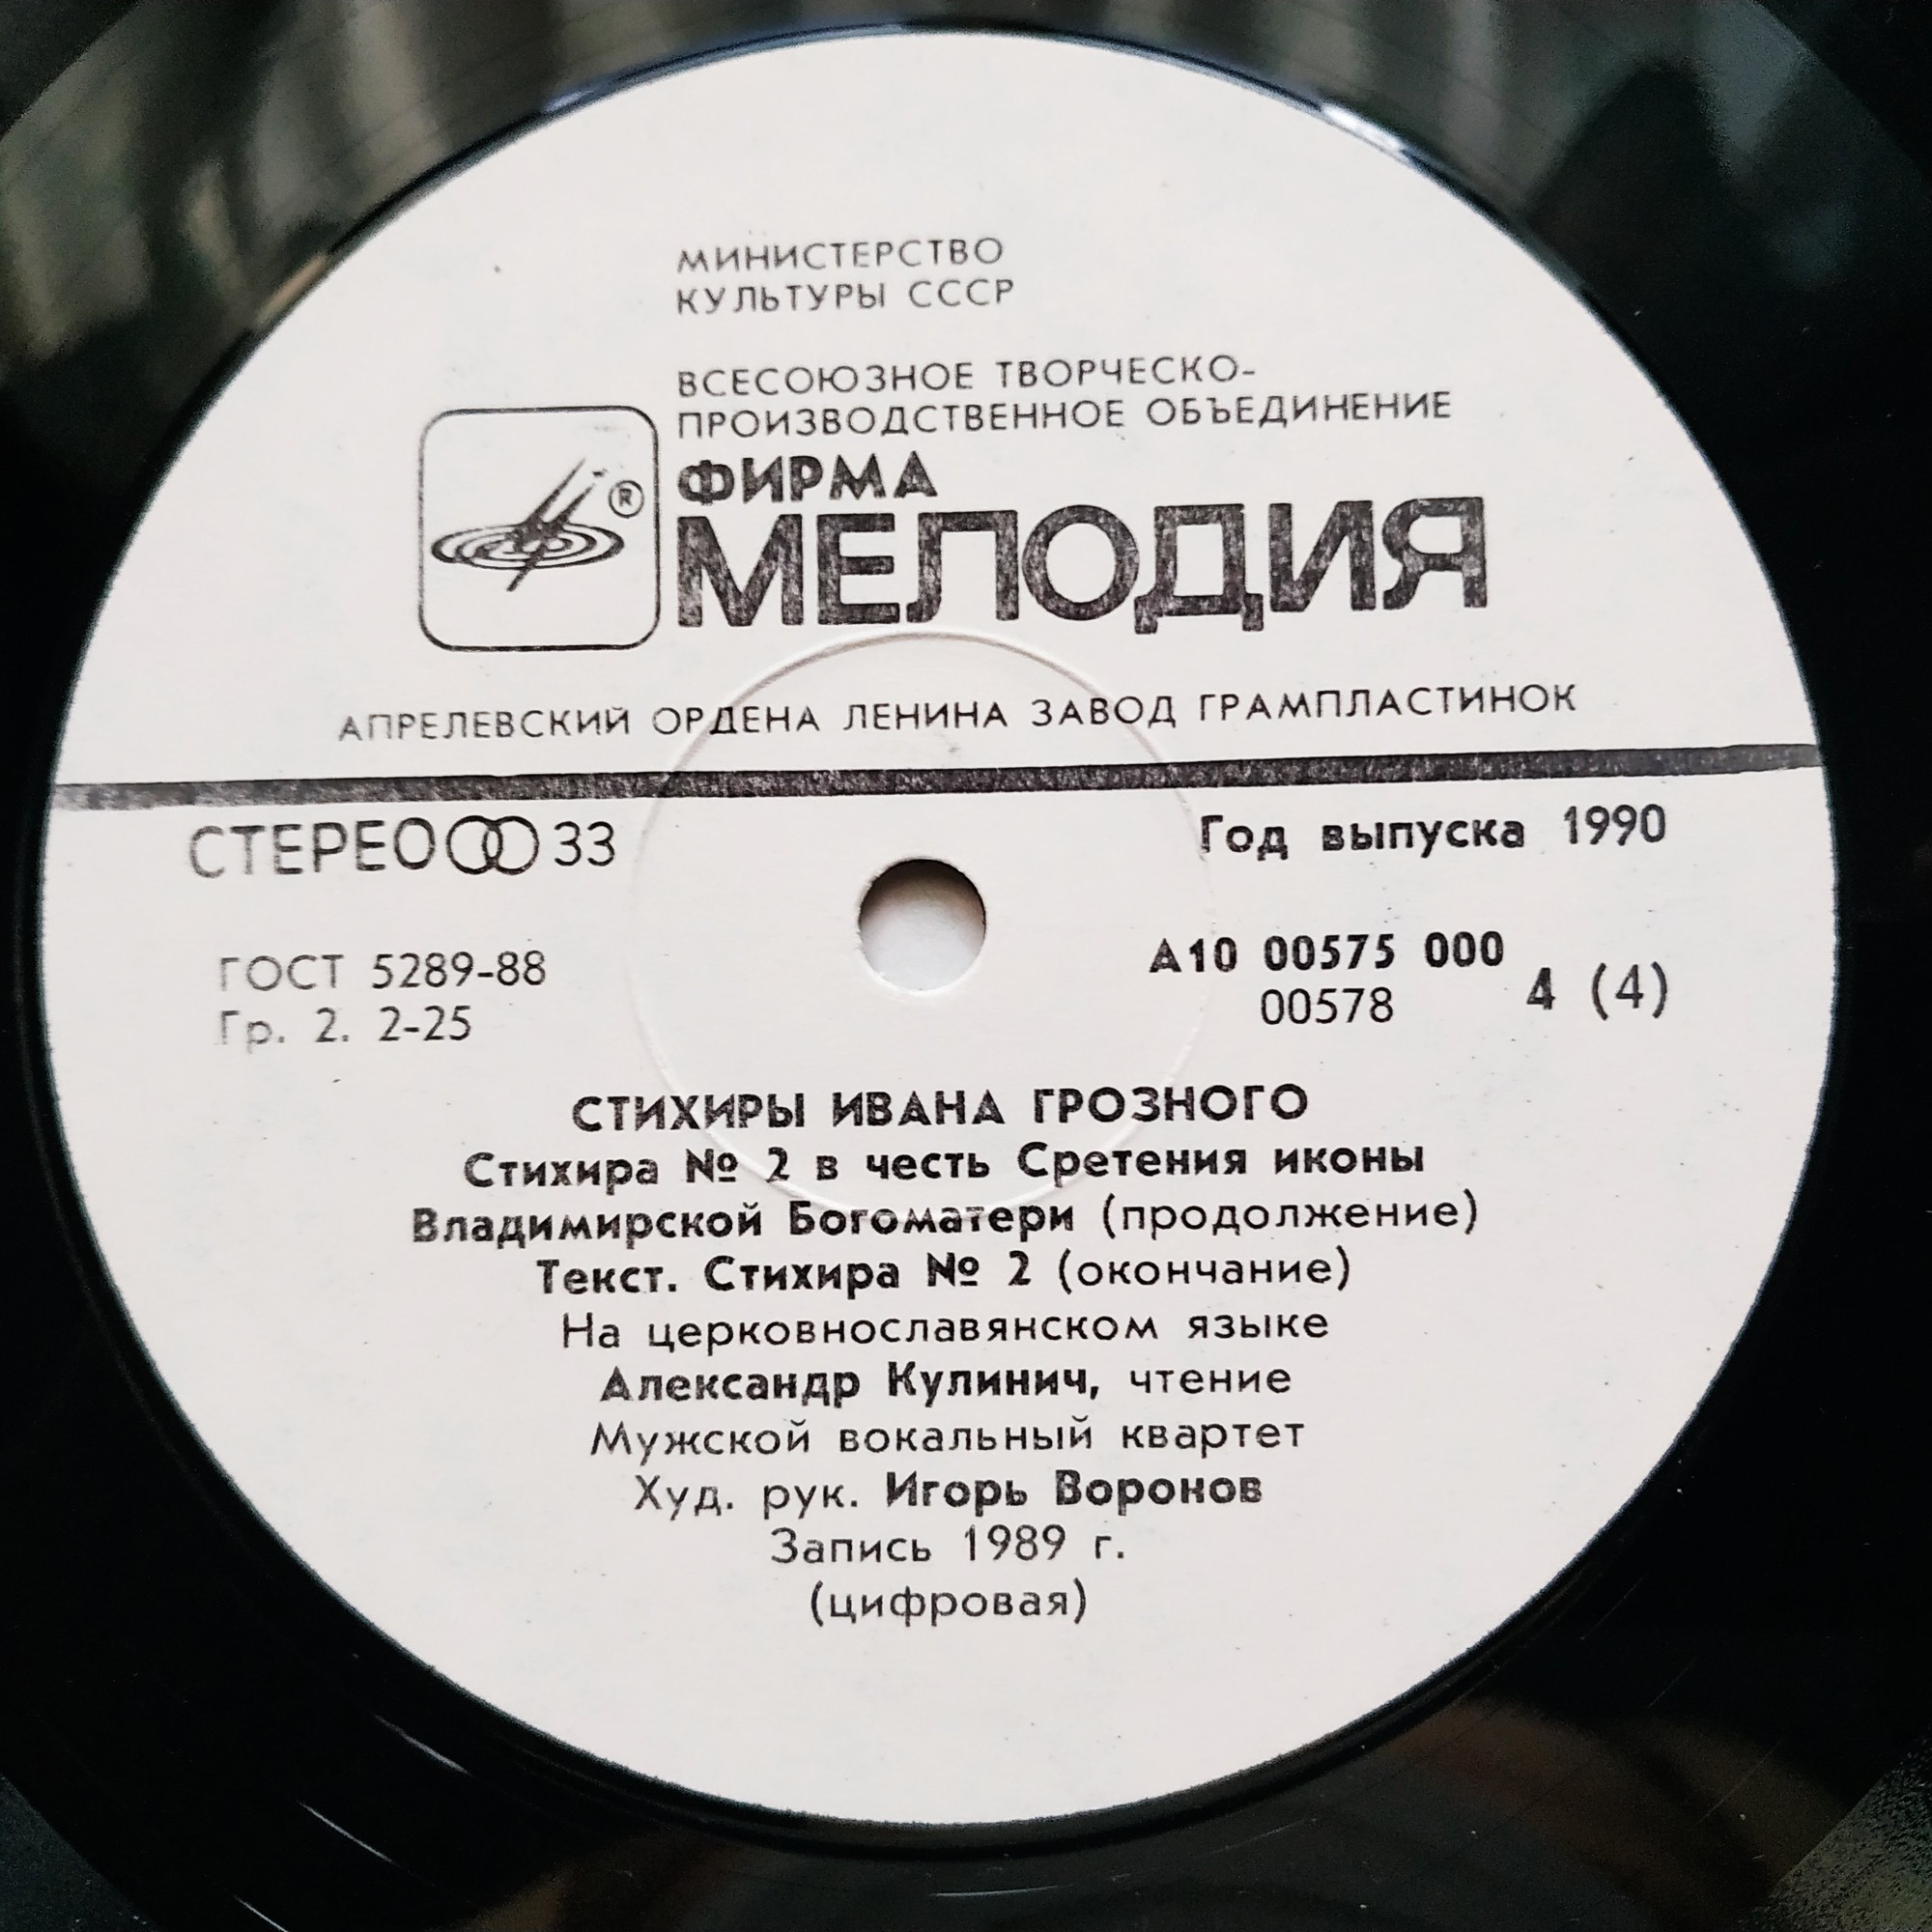 МИНИСТЕРСТВО
КУЛЬТУРЫ СССР
ВСЕСОЮЗНОЕ ТВОРЧЕСКО-
ПРОИЗВОДСТВЕННОЕ ОБЪЕДИНЕНИЕ
ФИРМА
®
МЕЛОДИЯ
АПРЕЛЕВСКИЙ ОРДЕНА ЛЕНИНА ЗАВОД ГРАМПЛАСТИНОК
СТЕРЕО 33
Год выпуска 1990
ГОСТ 5289-88
Гр. 2. 2-25
А10 00575 000
00578
4 (4)
СТИХИРЫ ИВАНА ГРОЗНОГО
Стихира № 2 в честь Сретения иконы
Владимирской Богоматери (продолжение)
Текст. Стихира № 2 (окончание)
На церковнославянском языке
Александр Кулинич, чтение
Мужской вокальный квартет
Худ. рук. Игорь Воронов
Запись 1989 г.
(цифровая)